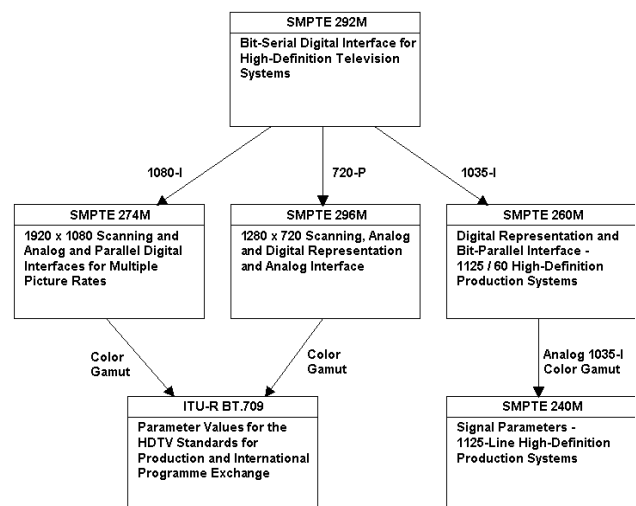 SMPTE 292M
Bit-Serial Digital Interface for
High-Definition Television
Systems
1080-I
720-P
1035-I
SMPTE 274M
1920 x 1080 Scanning and
Analog and Parallel Digital
Interfaces for Multiple
Picture Rates
SMPTE 296M
1280 x 720 Scanning, Analog
and Digital Representation
and Analog Interface
SMPTE 260M
Digital Representation and
Bit-Parallel Interface -
1125 / 60 High-Definition
Production Systems
Color
Gamut
Color
Gamut
Analog 1035-I
Color Gamut
ITU-R BT.709
Parameter Values for the
HDTV Standards for
Production and International
Programme Exchange
SMPTE 240M
Signal Parameters -
1125-Line High-Definition
Production Systems